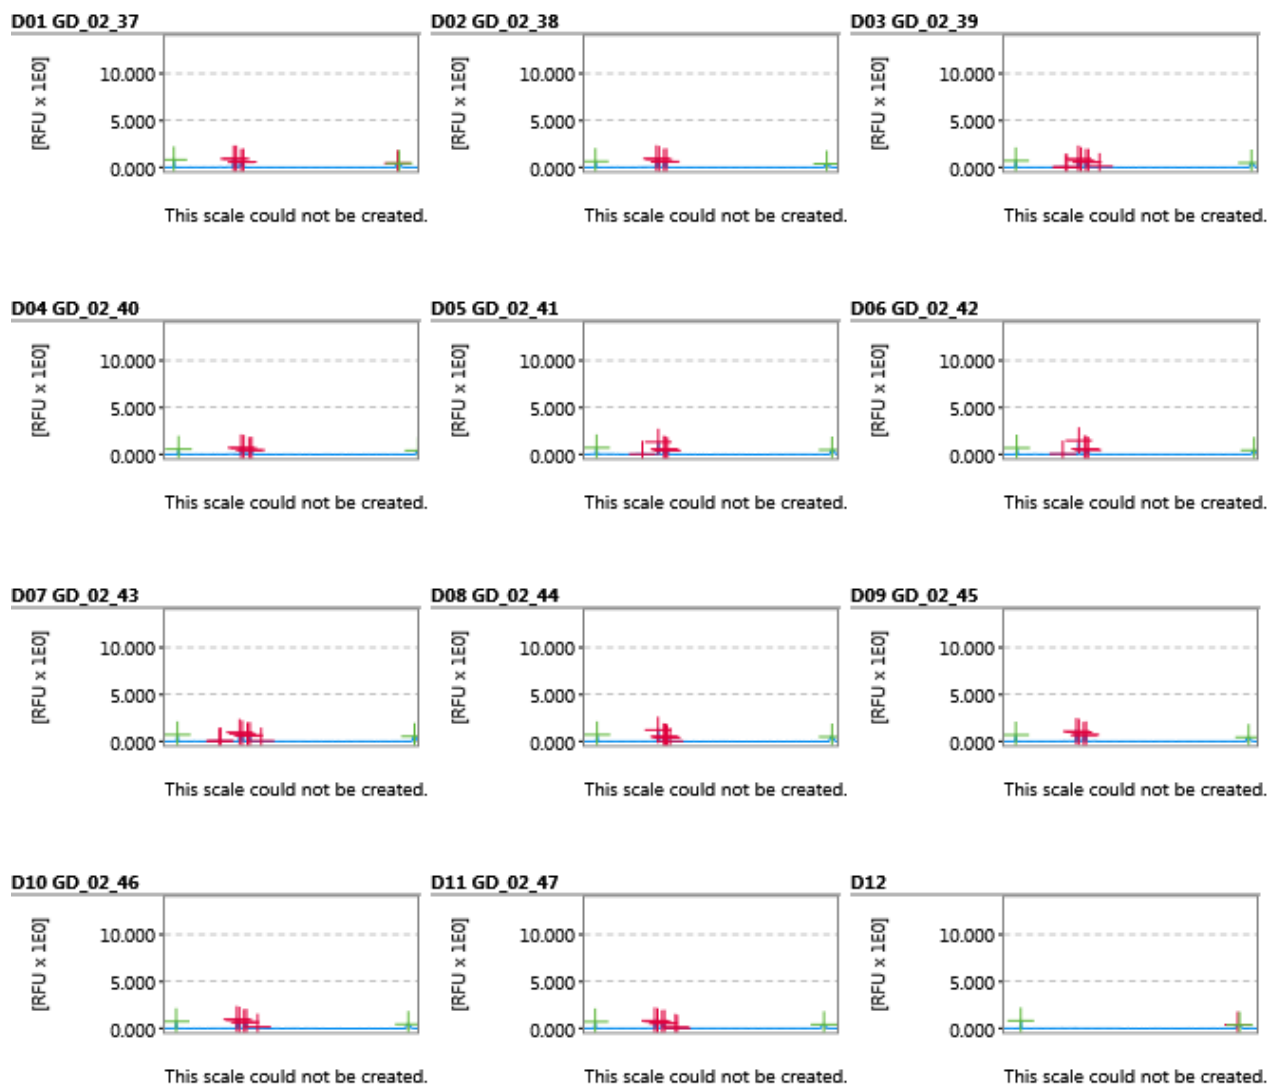 D01 GD_02_37 D02 GD_02_38 D03 GD_02_39
[RFU x 1E0] 10.000 [RFU x 1E0] 10.000 [RFU x 1E0] 10.000
5.000 5.000 5.000
0.000 0.000 0.000
This scale could not be created. This scale could not be created. This scale could not be created.
D04 GD_02_40 D05 GD_02_41 D06 GD_02_42
[RFU x 1E0] 10.000 [RFU x 1E0] 10.000 [RFU x 1E0] 10.000
5.000 5.000 5.000
0.000 0.000 0.000
This scale could not be created. This scale could not be created. This scale could not be created.
D07 GD_02_43 D08 GD_02_44 D09 GD_02_45
[RFU x 1E0] 10.000 [RFU x 1E0] 10.000 [RFU x 1E0] 10.000
5.000 5.000 5.000
0.000 0.000 0.000
This scale could not be created. This scale could not be created. This scale could not be created.
D10 GD_02_46 D11 GD_02_47 D12
[RFU x 1E0] 10.000 [RFU x 1E0] 10.000 [RFU x 1E0] 10.000
5.000 5.000 5.000
0.000 0.000 0.000
This scale could not be created. This scale could not be created. This scale could not be created.